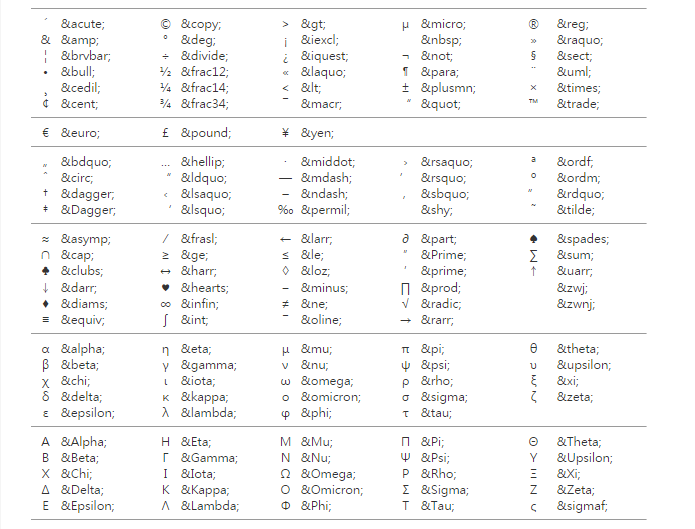 ´ &acute; © &copy; > &gt; µ &micro; ® &reg;
& &amp; ° &deg; ¡ &iexcl; &nbsp; » &raquo;
¦ &brvbar; ÷ &divide; ¿ &iquest; ¬ &not; § &sect;
• &bull; ½ &frac12; « &laquo; ¶ &para; ¨ &uml;
¸ &cedil; ¼ &frac14; < &lt; ± &plusmn; × &times;
¢ &cent; ¾ &frac34; ¯ &macr; " &quot; ™ &trade;
€ &euro; £ &pound; ¥ &yen;
„ &bdquo; … &hellip; · &middot; › &rsaquo; ª &ordf;
ˆ &circ; “ &ldquo; — &mdash; ’ &rsquo; º &ordm;
† &dagger; ‹ &lsaquo; – &ndash; ‚ &sbquo; ” &rdquo;
‡ &Dagger; ‘ &lsquo; ‰ &permil; &shy; ˜ &tilde;
≈ &asymp; ⁄ &frasl; ← &larr; ∂ &part; ♠ &spades;
∩ &cap; ≥ &ge; ≤ &le; ″ &Prime; ∑ &sum;
♣ &clubs; ↔ &harr; ◊ &loz; ′ &prime; ↑ &uarr;
↓ &darr; ♥ &hearts; − &minus; ∏ &prod; &zwj;
♦ &diams; ∞ &infin; ≠ &ne; √ &radic; &zwnj;
≡ &equiv; ∫ &int; ‾ &oline; → &rarr;
α &alpha; η &eta; μ &mu; π &pi; θ &theta;
β &beta; γ &gamma; ν &nu; ψ &psi; υ &upsilon;
χ &chi; ι &iota; ω &omega; ρ &rho; ξ &xi;
δ &delta; κ &kappa; ο &omicron; σ &sigma; ζ &zeta;
ε &epsilon; λ &lambda; φ &phi; τ &tau;
Α &Alpha; Η &Eta; Μ &Mu; Π &Pi; Θ &Theta;
Β &Beta; Γ &Gamma; Ν &Nu; Ψ &Psi; Υ &Upsilon;
Χ &Chi; Ι &Iota; Ω &Omega; Ρ &Rho; Ξ &Xi;
Δ &Delta; Κ &Kappa; Ο &Omicron; Σ &Sigma; Ζ &Zeta;
Ε &Epsilon; Λ &Lambda; Φ &Phi; Τ &Tau; ς &sigmaf;